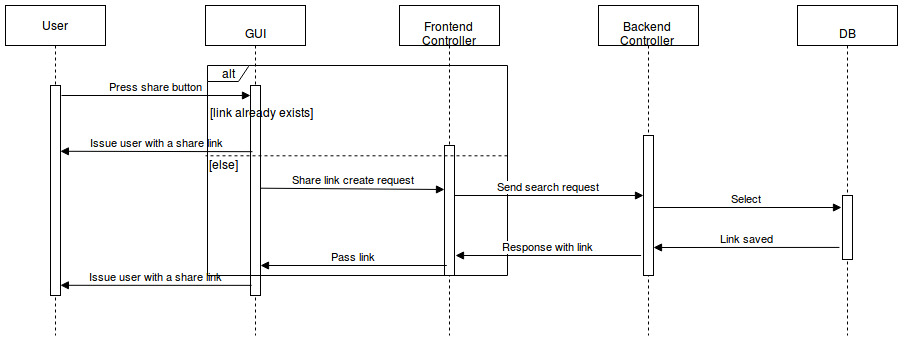 User
GUI
Frontend
Controller
Backend
Controller
DB
alt
Press share button
[link already exists]
Issue user with a share link
[else]
Share link create request
Send search request
Select
Link saved
Response with link
Pass link
Issue user with a share link